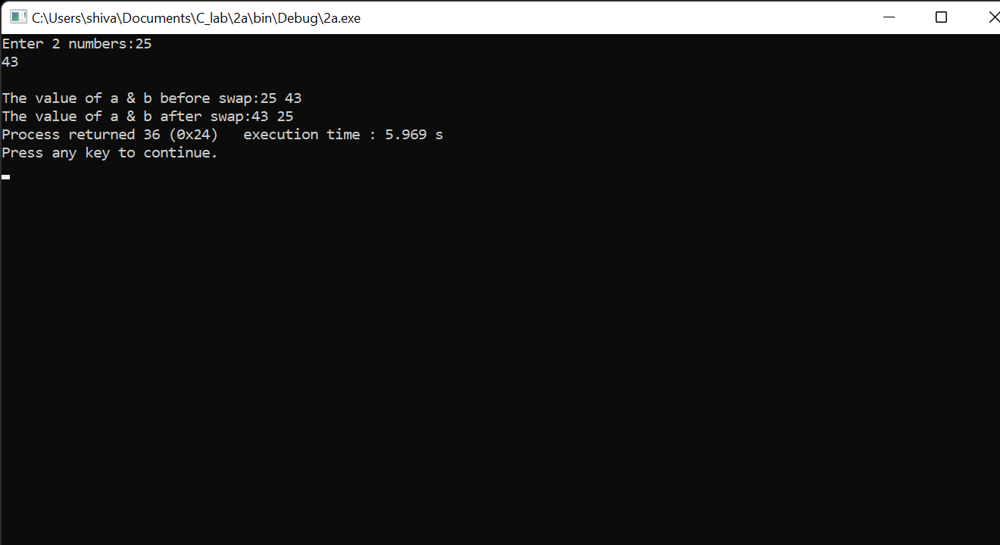 C:\Users\shiva\Documents\C_lab\2a\bin\Debug\2a.exe
Enter 2 numbers:25
43
The value of a & b before swap:25 43
The value of a & b after swap:43 25
Process returned 36 (0x24)   execution time : 5.969 s
Press any key to continue.